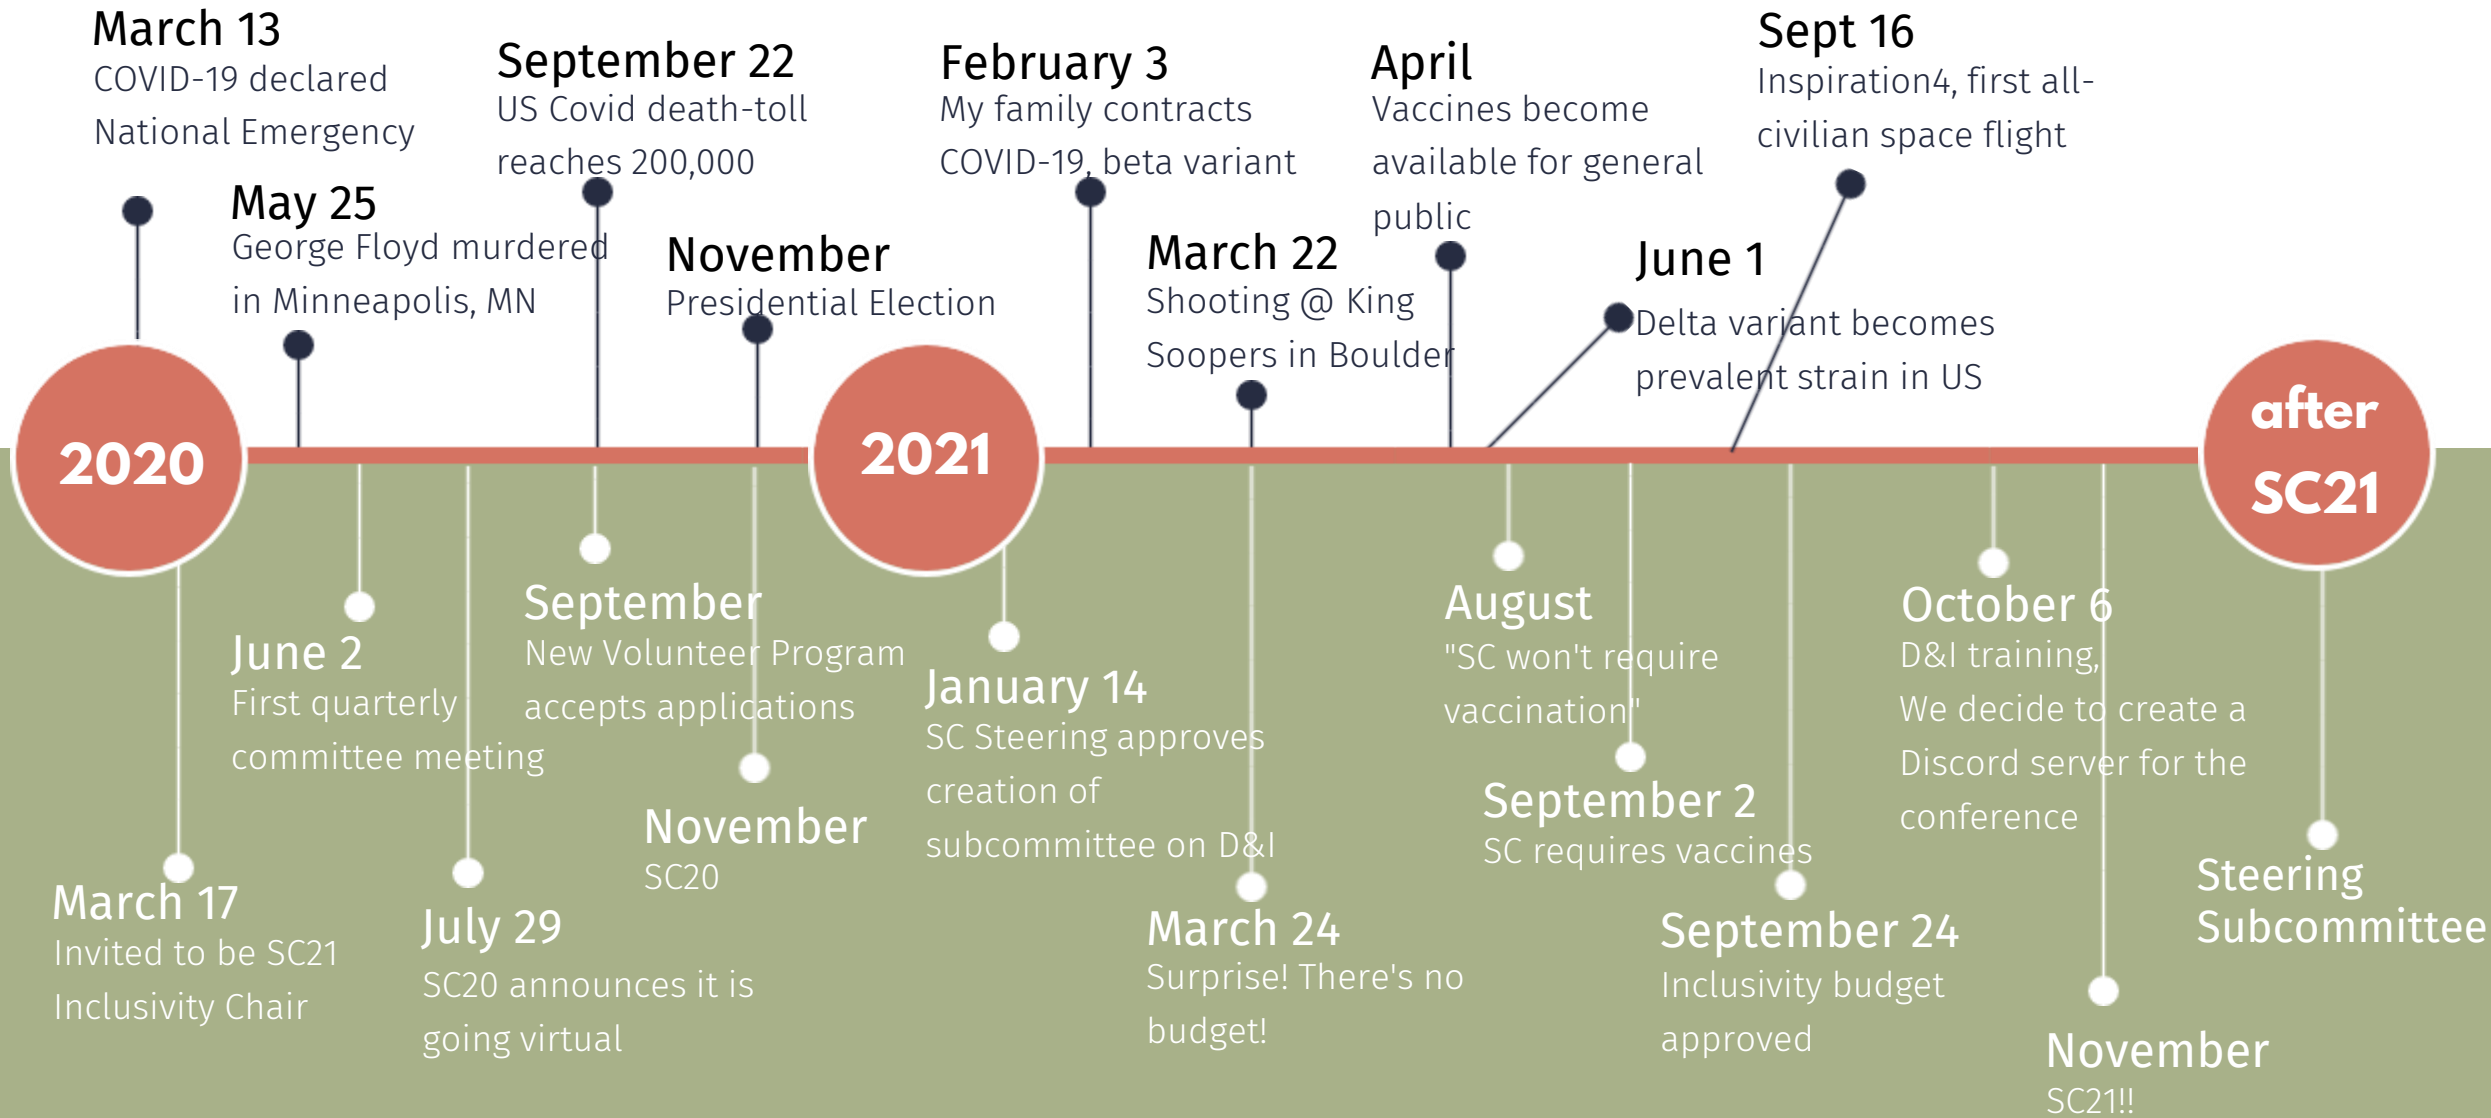 March 13
COVID-19 declared
National Emergency
May 25
George Floyd murdered
in Minneapolis, MN
September 22
US Covid death-toll
reaches 200,000
November
Presidential Election
February 3
My family contracts
COVID-19, beta variant
March 22
Shooting @ King
Soopers in Boulder
April
Vaccines become
available for general
public
June 1
Delta variant becomes
prevalent strain in US
Sept 16
Inspiration4, first all-
civilian space flight
2020
2021
after
SC21
March 17
Invited to be SC21
Inclusivity Chair
June 2
First quarterly
committee meeting
July 29
SC20 announces it is
going virtual
September
New Volunteer Program
accepts applications
November
SC20
January 14
SC Steering approves
creation of
subcommittee on D&I
March 24
Surprise! There's no
budget!
August
"SC won't require
vaccination"
September 2
SC requires vaccines
September 24
Inclusivity budget
approved
October 6
D&I training,
We decide to create a
Discord server for the
conference
November
SC21!!
Steering
Subcommittee